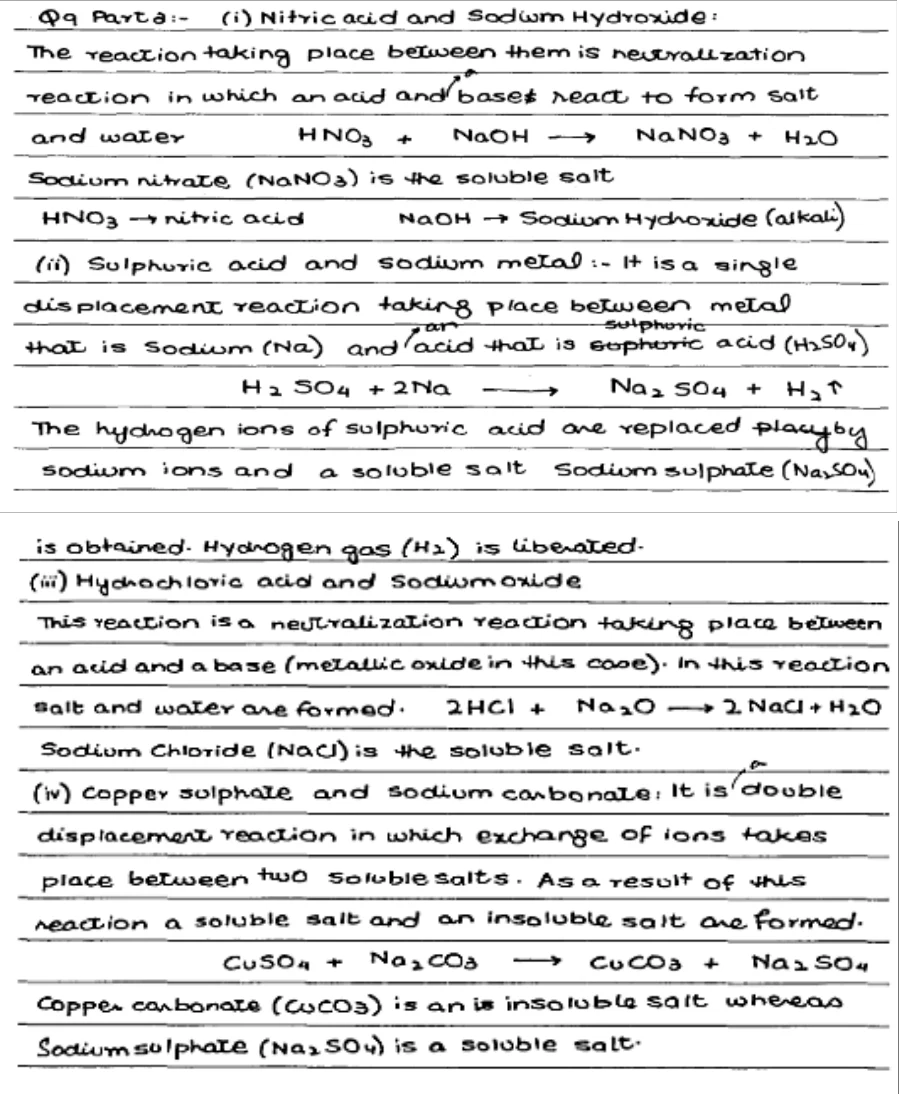 Q9 Part a:- (i) Nitric acid and Sodium Hydroxide:
The reaction taking place between them is neutralization
reaction in which an acid and a base react to form salt
and water HNO3 + NaOH → NaNO3 + H2O
Sodium nitrate (NaNO3) is the soluble salt
HNO3 → nitric acid NaOH → Sodium Hydroxide (alkali)
(ii) Sulphuric acid and sodium metal:- It is a single
displacement reaction taking place between metal
that is Sodium (Na) and an acid that is sulphuric acid (H2SO4)
H2SO4 + 2Na → Na2SO4 + H2↑
The hydrogen ions of sulphuric acid are replaced by
sodium ions and a soluble salt Sodium sulphate (Na2SO4)
is obtained. Hydrogen gas (H2) is liberated.
(iii) Hydrochloric acid and Sodium oxide
This reaction is a neutralization reaction taking place between
an acid and a base (metallic oxide in this case). In this reaction
salt and water are formed. 2HCl + Na2O → 2NaCl + H2O
Sodium Chloride (NaCl) is the soluble salt.
(iv) Copper sulphate and sodium carbonate: It is a double
displacement reaction in which exchange of ions takes
place between two soluble salts. As a result of this
reaction a soluble salt and an insoluble salt are formed.
CuSO4 + Na2CO3 → CuCO3 + Na2SO4
Copper carbonate (CuCO3) is an is insoluble salt whereas
Sodium sulphate (Na2SO4) is a soluble salt.